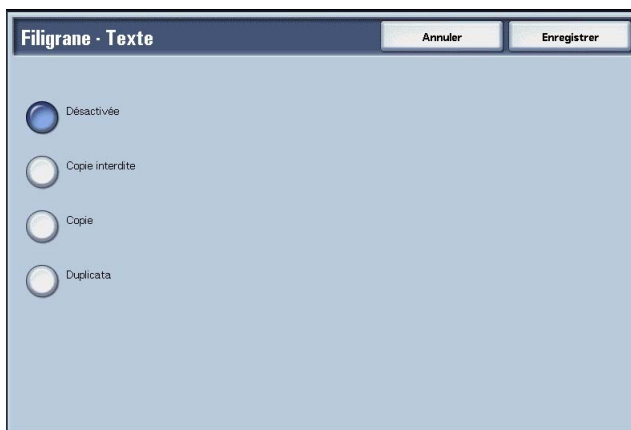 Filigrane - Texte
Annuler
Enregistrer
Désactivée
Copie interdite
Copie
Duplicata